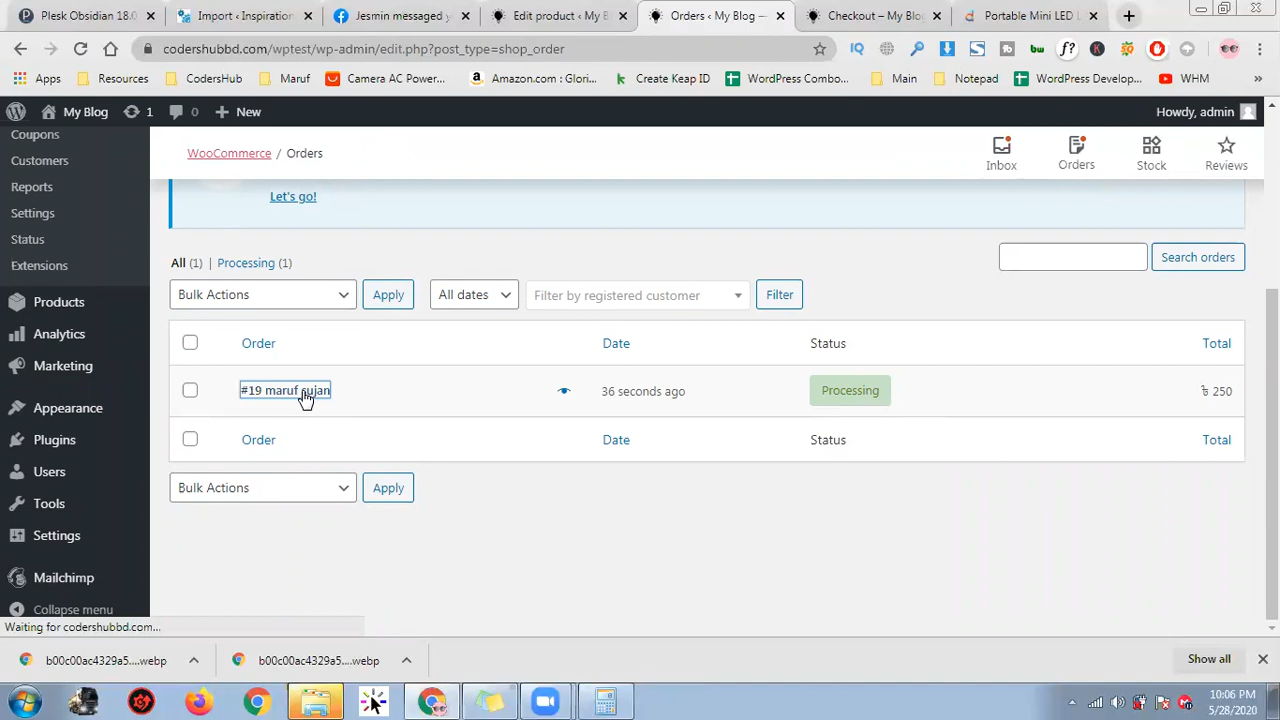 Plesk Obsidian 18.0
Import ‹ Inspiration
Jesmin messaged y
Edit product ‹ My B
Orders ‹ My Blog —
Checkout – My Blo
Portable Mini LED L
codershubbd.com/wptest/wp-admin/edit.php?post_type=shop_order
Apps
Resources
CodersHub
Maruf
Camera AC Power...
Amazon.com : Glori...
Create Keap ID
WordPress Combo...
Main
Notepad
WordPress Develop...
WHM
My Blog
1
0
New
Howdy, admin
Coupons
Customers
Reports
Settings
Status
Extensions
Products
Analytics
Marketing
Appearance
Plugins
Users
Tools
Settings
Mailchimp
Collapse menu
WooCommerce / Orders
Inbox
Orders
Stock
Reviews
Let's go!
All (1) | Processing (1)
Search orders
Bulk Actions
Apply
All dates
Filter by registered customer
Filter
Order
Date
Status
Total
#19 maruf sujan
36 seconds ago
Processing
৳ 250
Order
Date
Status
Total
Bulk Actions
Apply
Waiting for codershubbd.com...
b00c00ac4329a5....webp
b00c00ac4329a5....webp
Show all
10:06 PM
5/28/2020